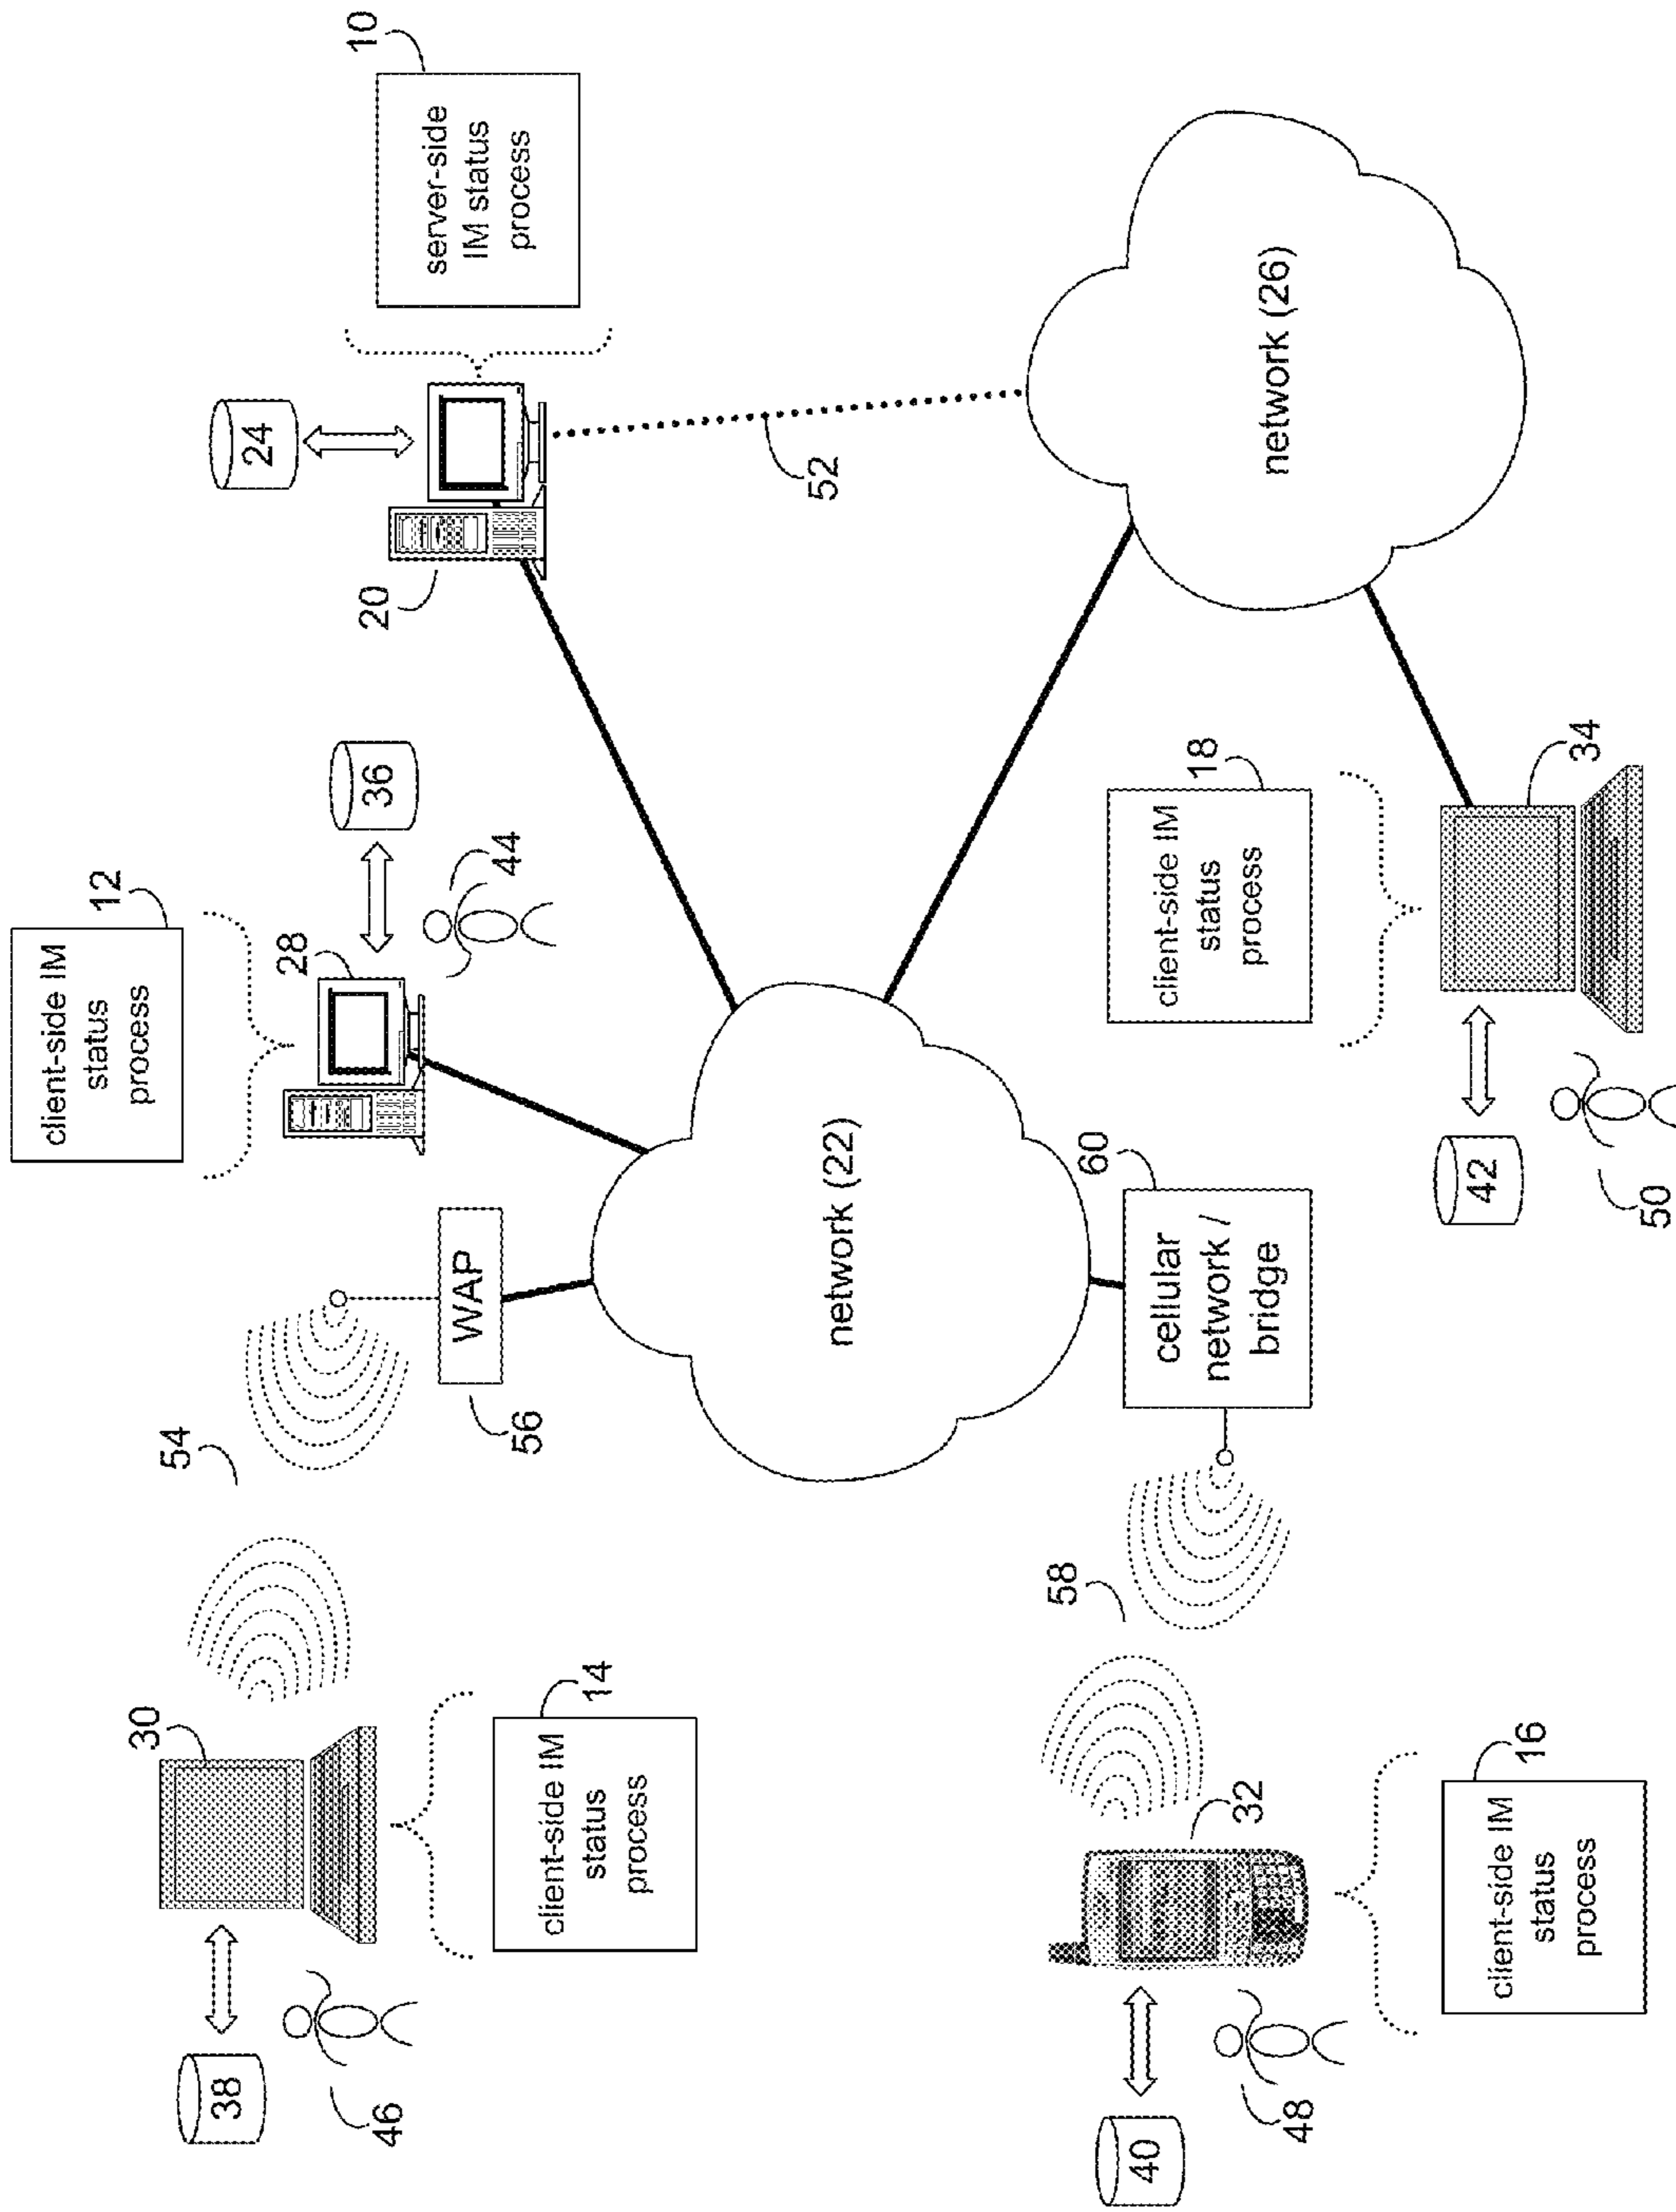 client-side IM
status
process
12
30
54
38
24
28
10
46
36
20
server-side
IM status
process
WAP
44
56
client-side IM
status
process
14
52
network (22)
58
60
cellular
network /
bridge
40
32
client-side IM
status
process
18
network (26)
48
42
client-side IM
status
process
16
34
50